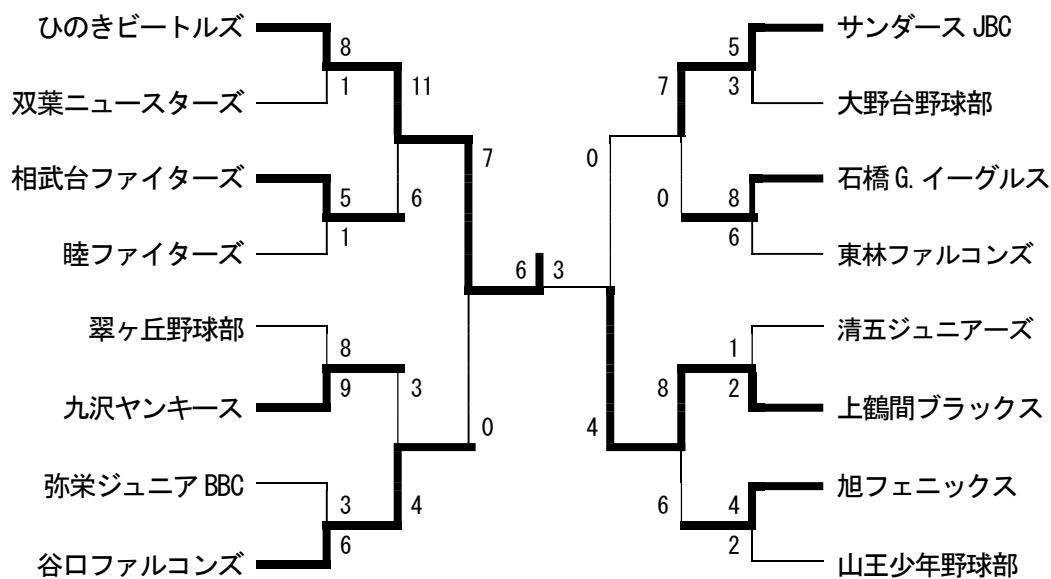 ひのきビートルズ
サンダース JBC
8
5
1
11
7
3
双葉ニュースターズ
大野台野球部
7
0
相武台ファイターズ
石橋 G. イーグルス
5
6
0
8
1
6
睦ファイターズ
東林ファルコンズ
6
3
翠ヶ丘野球部
清五ジュニアーズ
8
1
9
3
8
2
九沢ヤンキース
上鶴間ブラックス
0
4
弥栄ジュニア BBC
旭フェニックス
3
4
6
4
6
2
谷口ファルコンズ
山王少年野球部